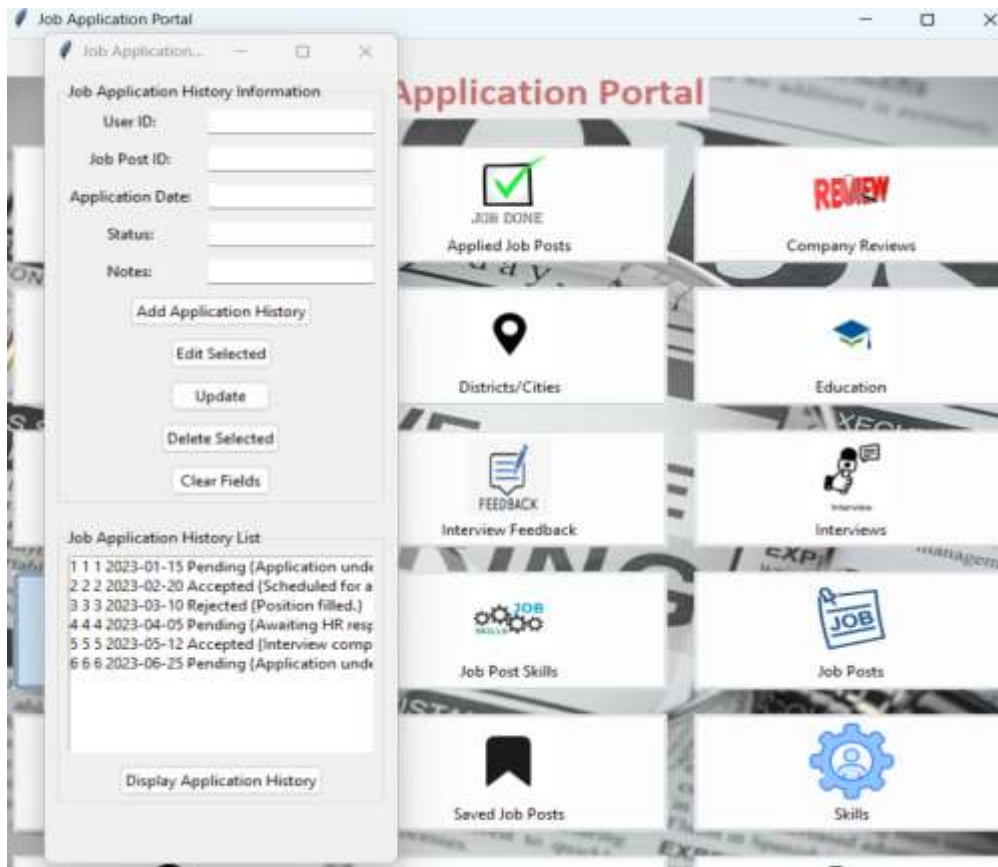 Job Application Portal
Job Application...
Job Application History Information
User ID:
Job Post ID:
Application Date:
Status:
Notes:
Add Application History
Edit Selected
Update
Delete Selected
Clear Fields
Job Application History List
1 1 1 2023-01-15 Pending {Application unde
2 2 2 2023-02-20 Accepted {Scheduled for a
3 3 3 2023-03-10 Rejected {Position filled.}
4 4 4 2023-04-05 Pending {Awaiting HR resp
5 5 5 2023-05-12 Accepted {Interview comp
6 6 6 2023-06-25 Pending {Application unde
Display Application History
Application Portal
JOB DONE
Applied Job Posts
REVIEW
Company Reviews
Districts/Cities
Education
FEEDBACK
Interview Feedback
Interview
Interviews
JOB
SKILLS
Job Post Skills
JOB
Job Posts
Saved Job Posts
Skills